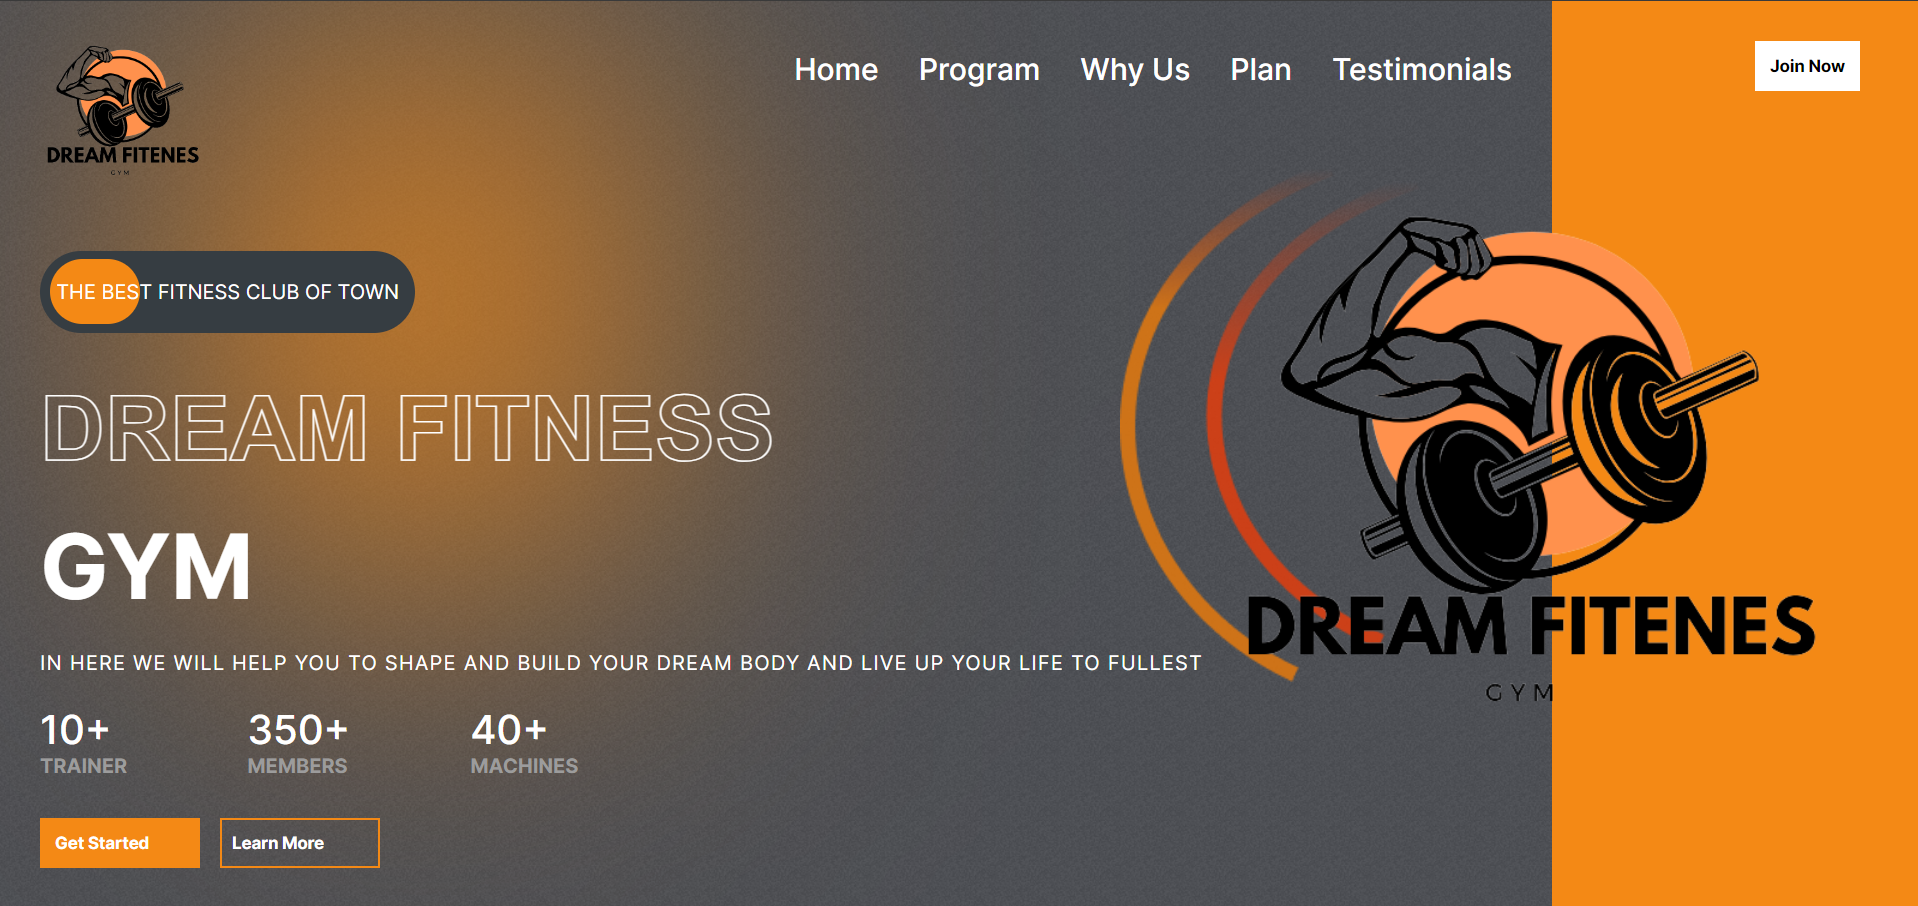 DREAM FITENES
GYM
Home Program Why Us Plan Testimonials
Join Now
THE BEST FITNESS CLUB OF TOWN
DREAM FITNESS
GYM
IN HERE WE WILL HELP YOU TO SHAPE AND BUILD YOUR DREAM BODY AND LIVE UP YOUR LIFE TO FULLEST
10+ 350+ 40+
TRAINER MEMBERS MACHINES
Get Started Learn More
DREAM FITENES
GYM